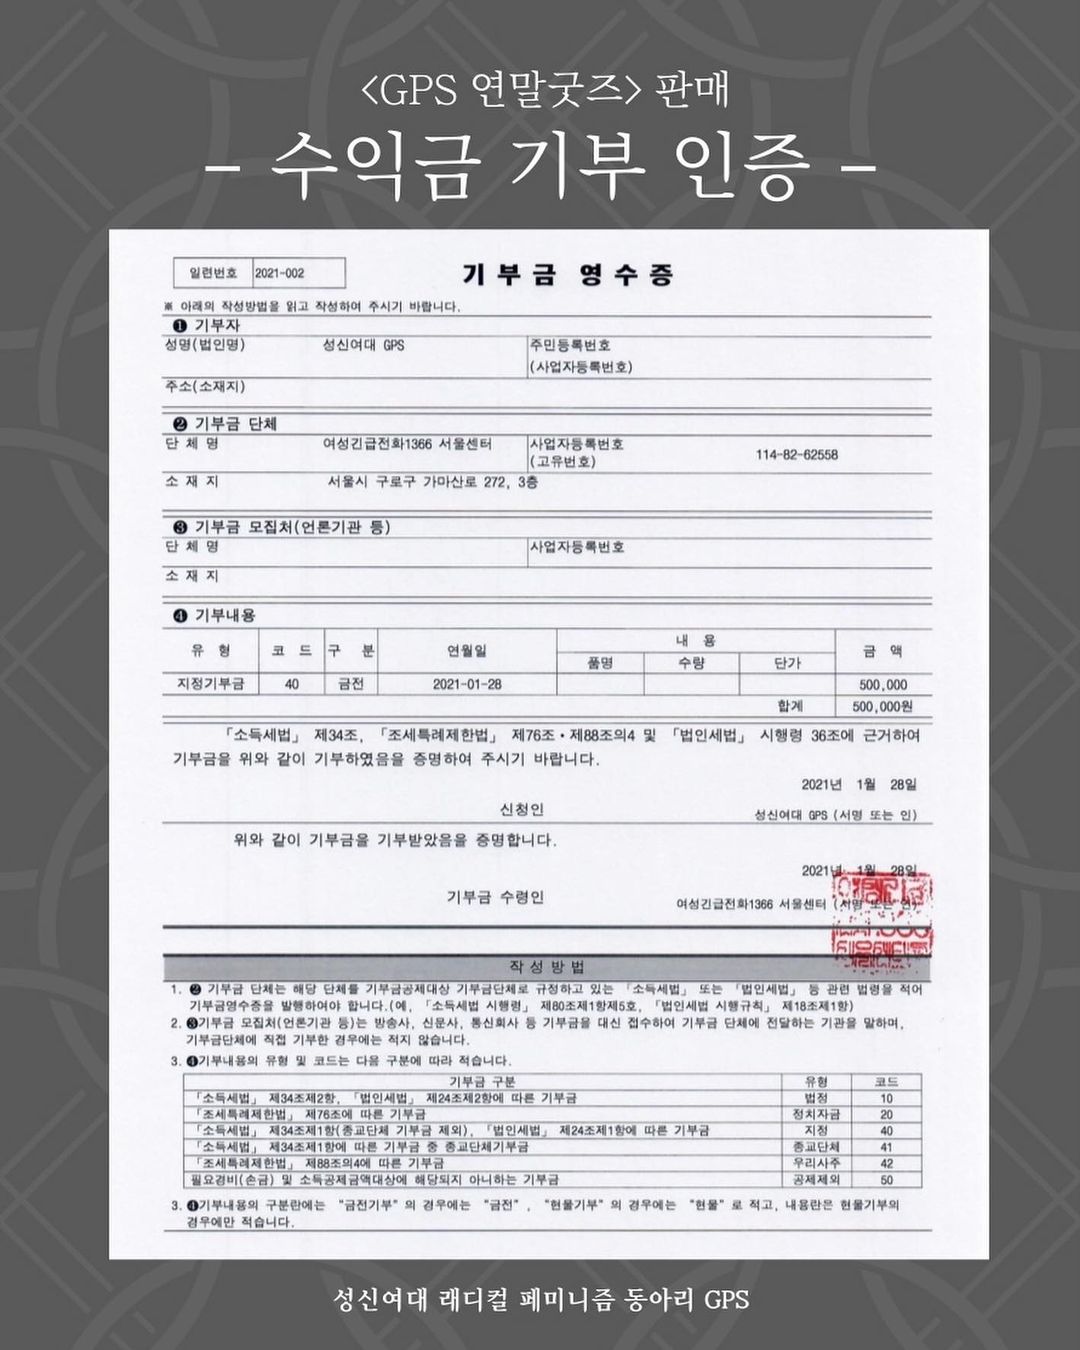 <GPS 연말굿즈> 판매
- 수익금 기부 인증 -
일련번호 2021-002
기부금 영수증
※ 아래의 작성방법을 읽고 작성하여 주시기 바랍니다.
❶ 기부자
성명(법인명) 성신여대 GPS 주민등록번호
(사업자등록번호)
주소(소재지)
❷ 기부금 단체
단 체 명 여성긴급전화1366 서울센터 사업자등록번호
(고유번호) 114-82-62558
소 재 지 서울시 구로구 가마산로 272, 3층
❸ 기부금 모집처(언론기관 등)
단 체 명 사업자등록번호
소 재 지
❹ 기부내용
유 형 코 드 구 분 연월일 내 용 금 액
품명 수량 단가
지정기부금 40 금전 2021-01-28 500,000
합계 500,000원
「소득세법」 제34조, 「조세특례제한법」 제76조·제88조의4 및 「법인세법」 시행령 36조에 근거하여
기부금을 위와 같이 기부하였음을 증명하여 주시기 바랍니다.
2021년 1월 28일
신청인 성신여대 GPS (서명 또는 인)
위와 같이 기부금을 기부받았음을 증명합니다.
2021년 1월 28일
기부금 수령인 여성긴급전화1366 서울센터 (서명 또는 인)
작 성 방 법
1. ❷ 기부금 단체는 해당 단체를 기부금공제대상 기부금단체로 규정하고 있는 「소득세법」 또는 「법인세법」 등 관련 법령을 적어
기부금영수증을 발행하여야 합니다.(예, 「소득세법 시행령」 제80조제1항제5호, 「법인세법 시행규칙」 제18조제1항)
2. ❸기부금 모집처(언론기관 등)는 방송사, 신문사, 통신회사 등 기부금을 대신 접수하여 기부금 단체에 전달하는 기관을 말하며,
기부금단체에 직접 기부한 경우에는 적지 않습니다.
3. ❹기부내용의 유형 및 코드는 다음 구분에 따라 적습니다.
기부금 구분 유형 코드
「소득세법」 제34조제2항, 「법인세법」 제24조제2항에 따른 기부금 법정 10
「조세특례제한법」 제76조에 따른 기부금 정치자금 20
「소득세법」 제34조제1항(종교단체 기부금 제외), 「법인세법」 제24조제1항에 따른 기부금 지정 40
「소득세법」 제34조제1항에 따른 기부금 중 종교단체기부금 종교단체 41
「조세특례제한법」 제88조의4에 따른 기부금 우리사주 42
필요경비(손금) 및 소득공제금액대상에 해당되지 아니하는 기부금 공제제외 50
3. ❹기부내용의 구분란에는 "금전기부"의 경우에는 "금전", "현물기부"의 경우에는 "현물"로 적고, 내용란은 현물기부의
경우에만 적습니다.
성신여대 래디컬 페미니즘 동아리 GPS